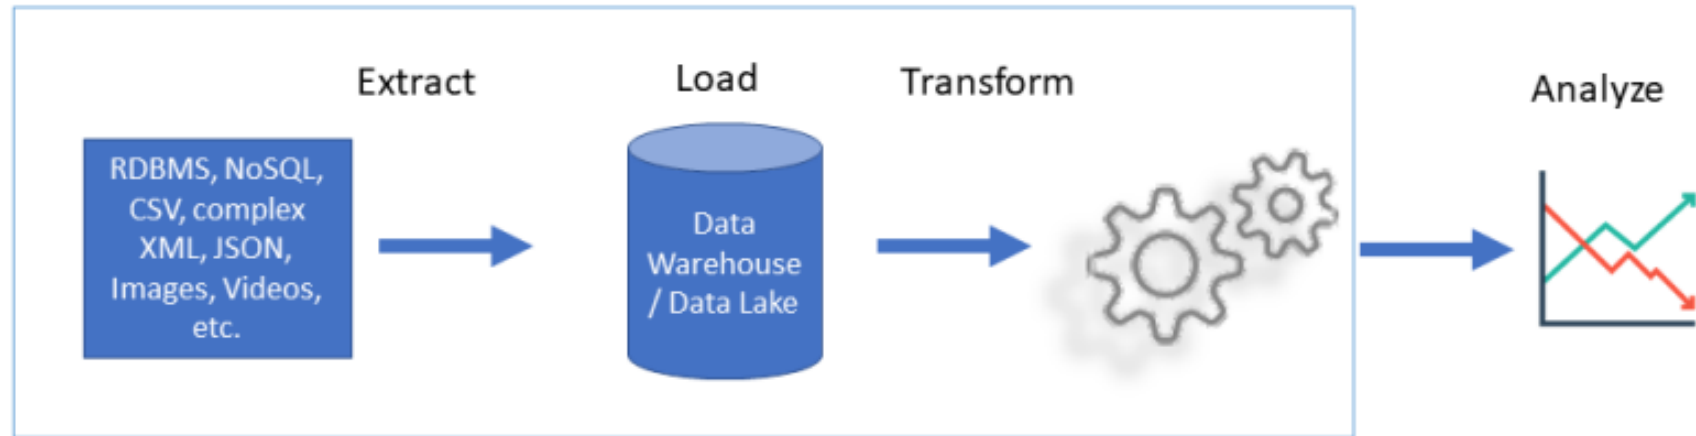 Extract
Load
Transform
Analyze
RDBMS, NoSQL,
CSV, complex
XML, JSON,
Images, Videos,
etc.
Data
Warehouse
/ Data Lake